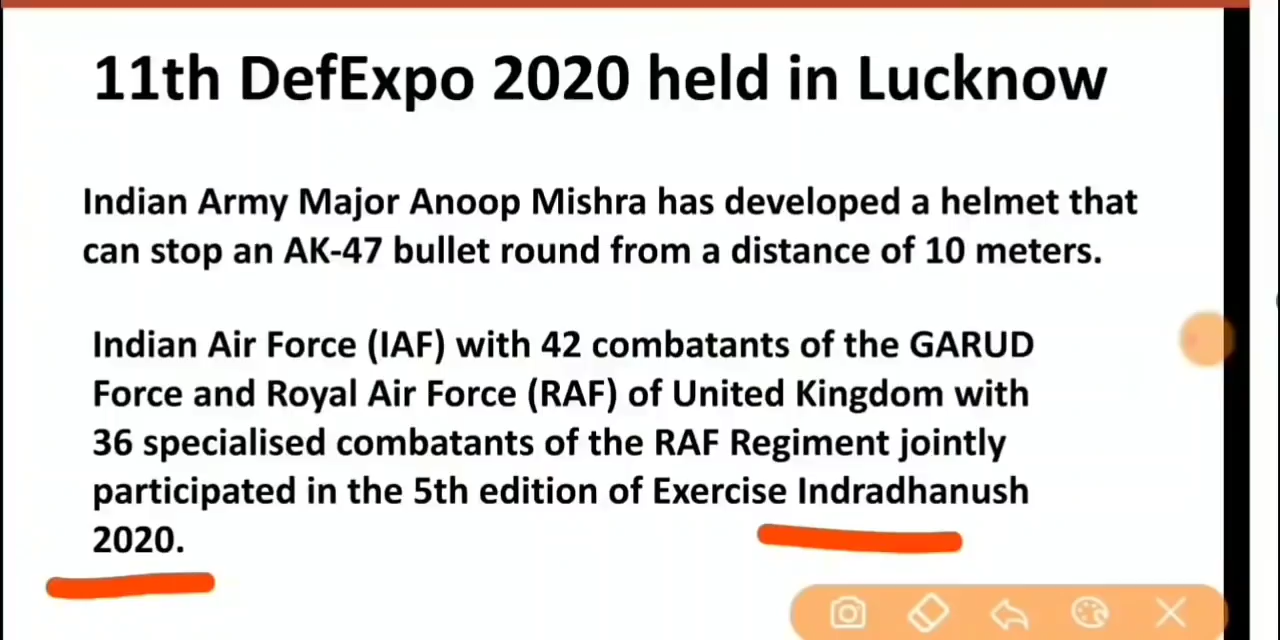 11th DefExpo 2020 held in Lucknow
Indian Army Major Anoop Mishra has developed a helmet that
can stop an AK-47 bullet round from a distance of 10 meters.
Indian Air Force (IAF) with 42 combatants of the GARUD
Force and Royal Air Force (RAF) of United Kingdom with
36 specialised combatants of the RAF Regiment jointly
participated in the 5th edition of Exercise Indradhanush
2020.